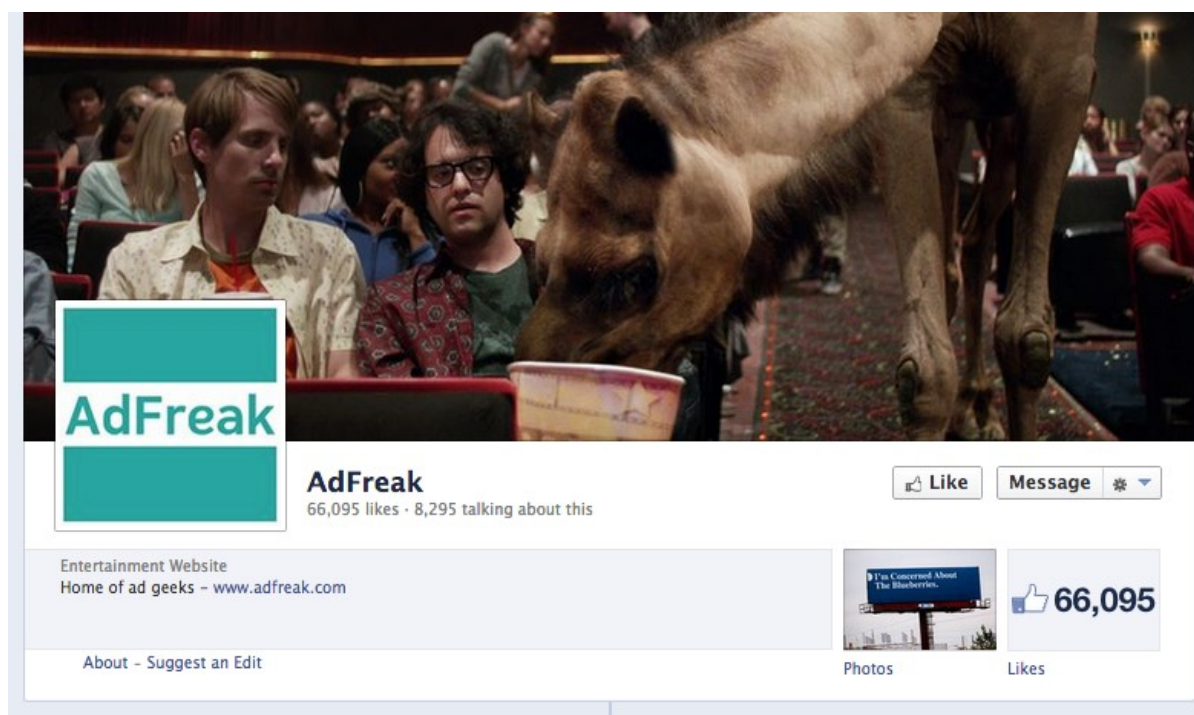 AdFreak
AdFreak
66,095 likes · 8,295 talking about this
Like
Message
Entertainment Website
Home of ad geeks – www.adfreak.com
I'm Concerned About
The Blueberries.
66,095
About – Suggest an Edit
Photos
Likes